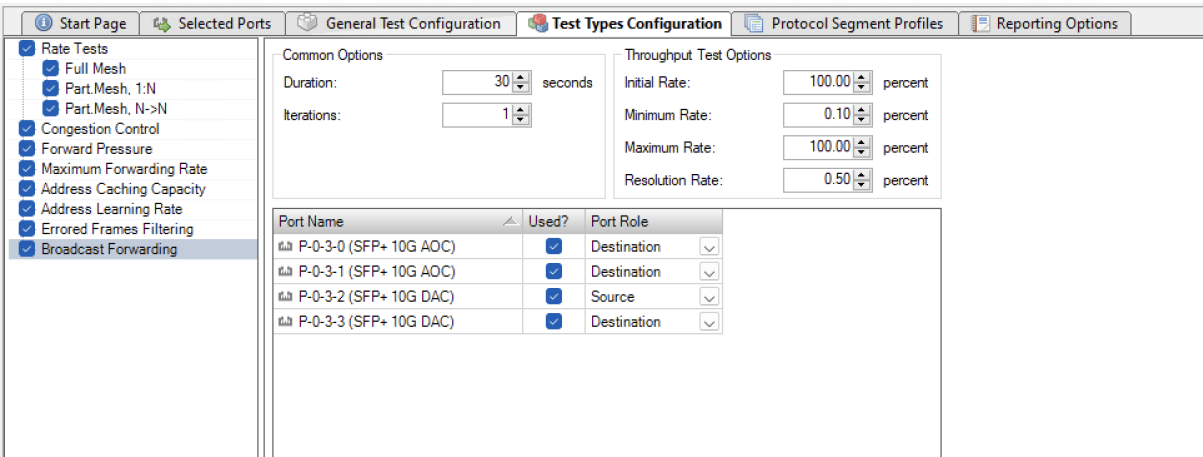 Start Page Selected Ports General Test Configuration Test Types Configuration Protocol Segment Profiles Reporting Options
Rate Tests
Full Mesh
Part.Mesh, 1:N
Part.Mesh, N->N
Congestion Control
Forward Pressure
Maximum Forwarding Rate
Address Caching Capacity
Address Learning Rate
Errored Frames Filtering
Broadcast Forwarding
Common Options
Duration: 30 seconds
Iterations: 1
Throughput Test Options
Initial Rate: 100.00 percent
Minimum Rate: 0.10 percent
Maximum Rate: 100.00 percent
Resolution Rate: 0.50 percent
Port Name Used? Port Role
P-0-3-0 (SFP+ 10G AOC) Destination
P-0-3-1 (SFP+ 10G AOC) Destination
P-0-3-2 (SFP+ 10G DAC) Source
P-0-3-3 (SFP+ 10G DAC) Destination